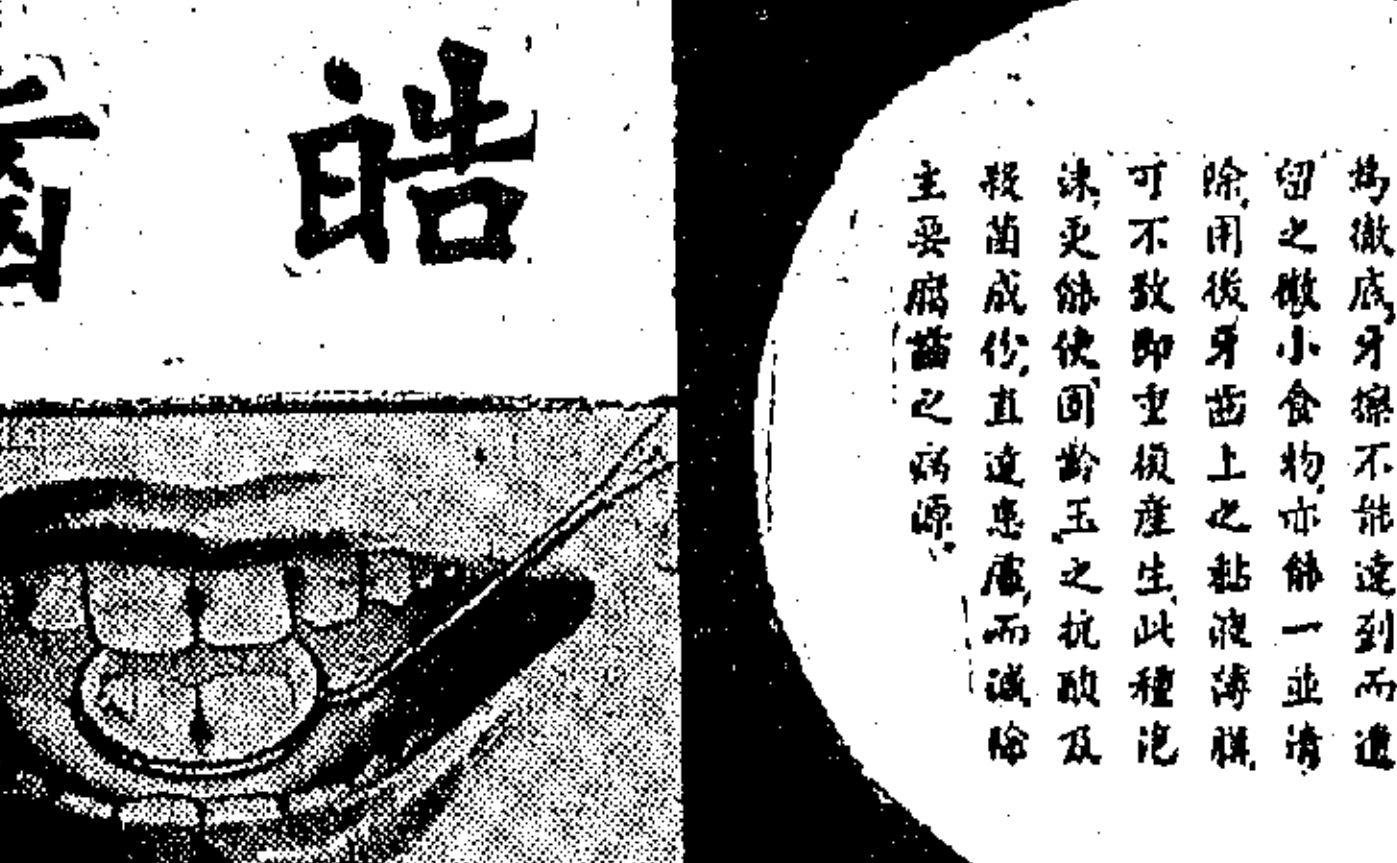 皓齒
為徹底,牙擦不能達到而遺
留之微小食物,亦能一並清
除,用後牙齒上之粘液薄膜,
可不致即重復產生,此種泡
沫,更能使固齡玉之抗酸及
殺菌成份,直達患處,而滅除
主要腐齒之病源。